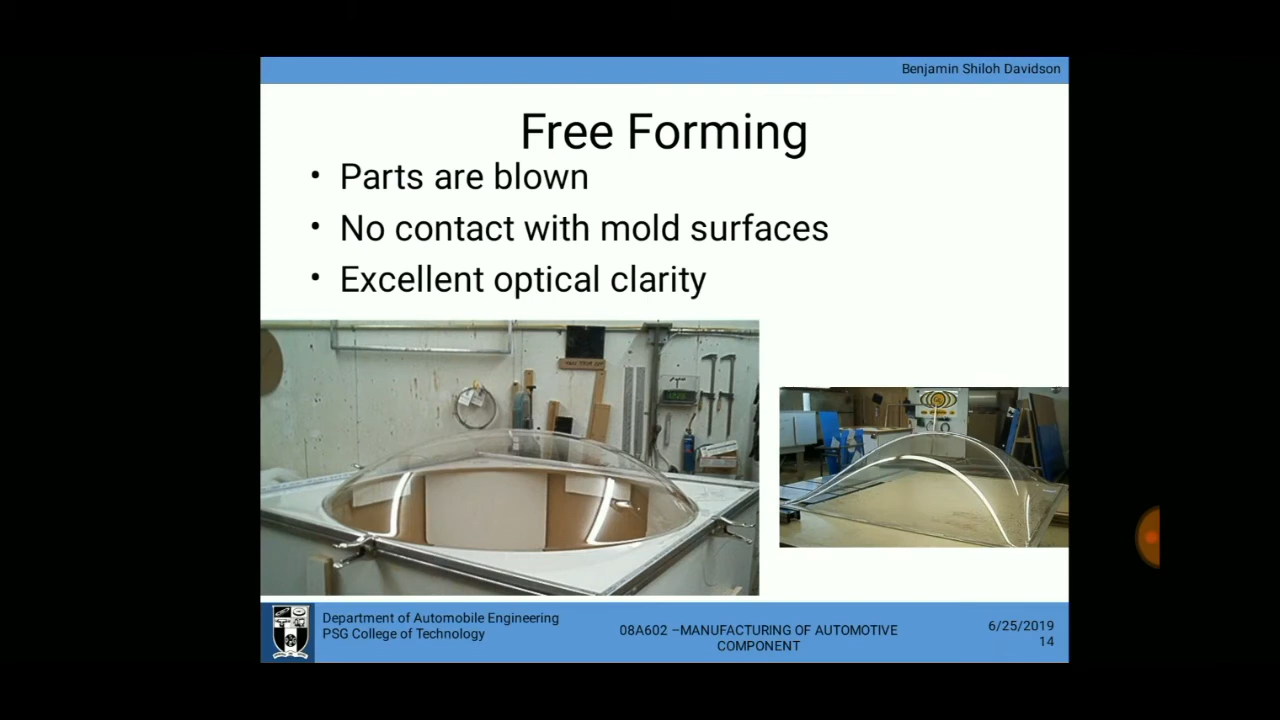 Benjamin Shiloh Davidson
Free Forming
• Parts are blown
• No contact with mold surfaces
• Excellent optical clarity
Department of Automobile Engineering
PSG College of Technology
08A602 –MANUFACTURING OF AUTOMOTIVE
COMPONENT
6/25/2019
14